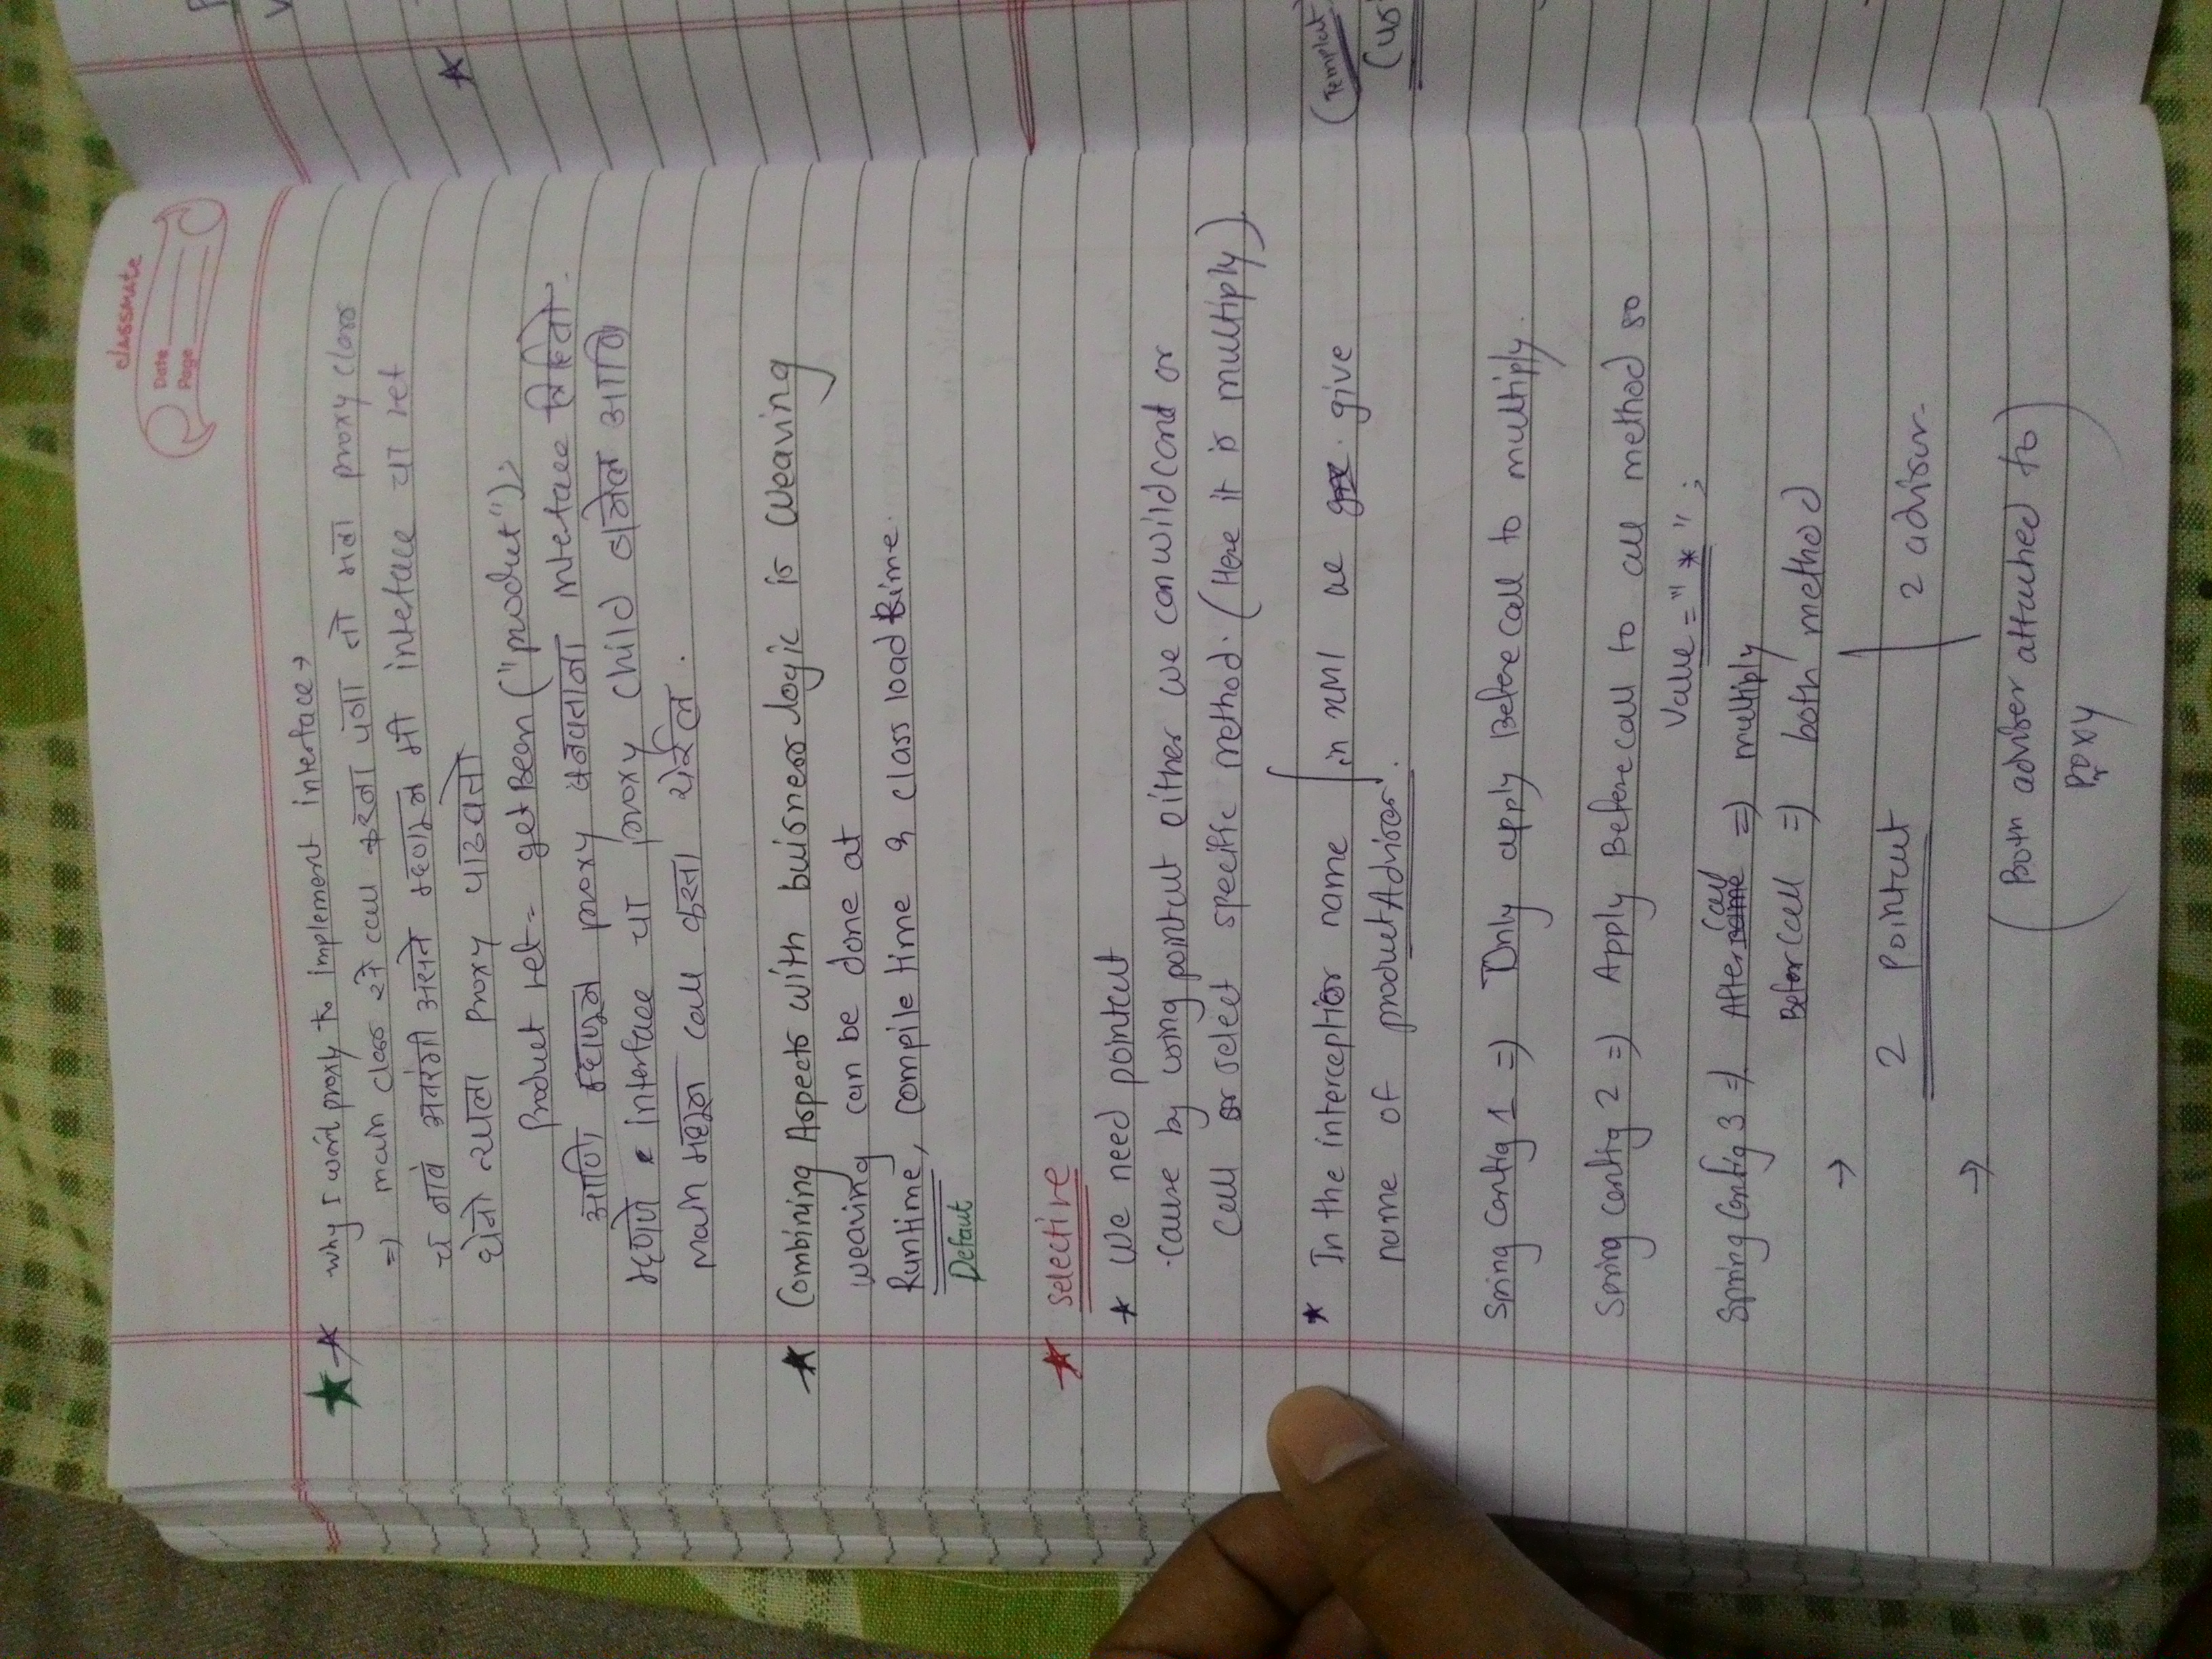 classmate
Date
Page
why I want proxy to implement interface →
=) main class से call करना पना तो मला proxy class
च नाव अतरंगी असते म्हणून मी inteface चा ref
घेतो त्याला Proxy पाठवतो
Product ref = getBean ("product");
आणि म्हणून proxy बनवताना nteface लिहितो.
म्हणजे interface चा proxy child बनेल आणि
main मधून call करता येईल.
Combining Aspects with buisness logic is Weaving
weaving can be done at
Runtime, compile time & class load time.
Defaut
selective
* We need pointcut
cause by using pointcut either we can wildcard or
call or select specific method. (Here it is multiply)
* In the interceptior name in xml we give
name of productAdvisor.
Spring Config 1 =) Only apply Before call to multiply.
Spring config 2 =) Apply Before call to all method so
Value = "*" ;
Spring Config 3 =) After call =) multiply
Befor call =) both method
→
2 Pointcut 2 advisor
→
(Both adviser attached to
Proxy)
(Templat
Cus